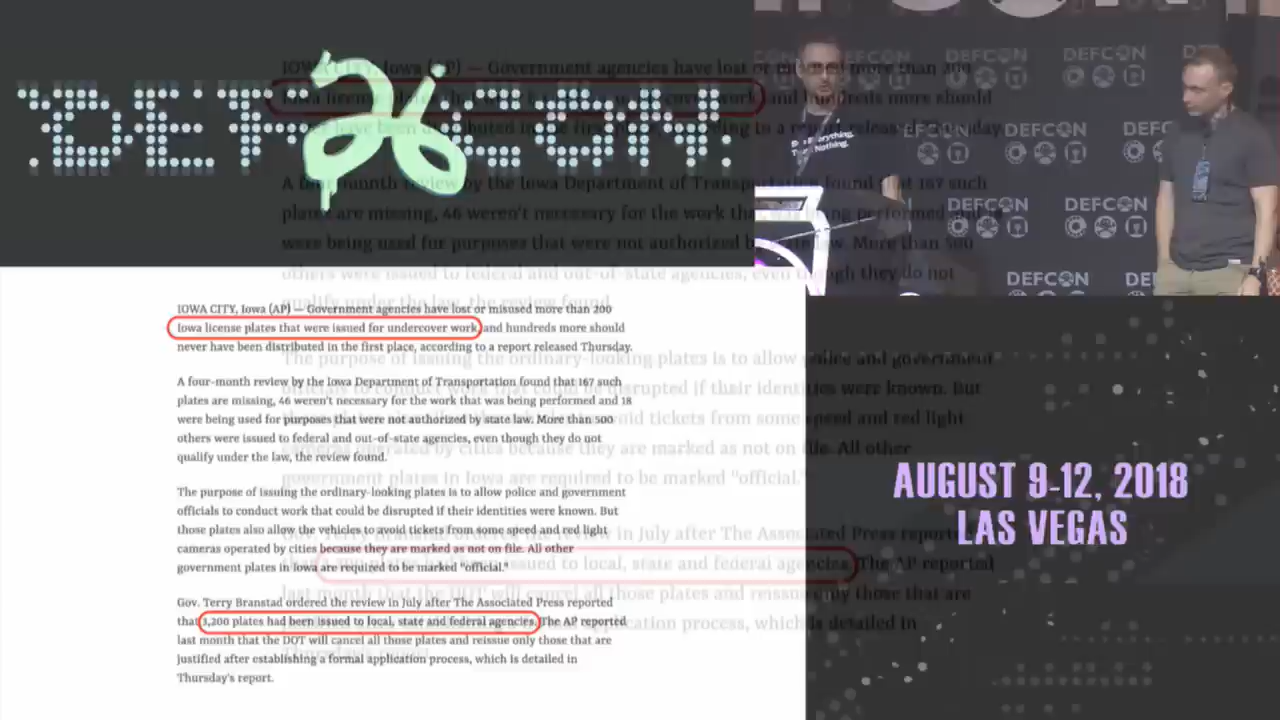 DEF CON
26
DEFCON
DEFCON
DEFCON
DEFCON
DEFCON
DEFCON
DEFCON
IOWA CITY, Iowa (AP) — Government agencies have lost or misused more than 200
Iowa license plates that were issued for undercover work, and hundreds more should
never have been distributed in the first place, according to a report released Thursday.
A four-month review by the Iowa Department of Transportation found that 167 such
plates are missing, 46 weren't necessary for the work that was being performed and 18
were being used for purposes that were not authorized by state law. More than 500
others were issued to federal and out-of-state agencies, even though they do not
qualify under the law, the review found.
The purpose of issuing the ordinary-looking plates is to allow police and government
officials to conduct work that could be disrupted if their identities were known. But
those plates also allow the vehicles to avoid tickets from some speed and red light
cameras operated by cities because they are marked as not on file. All other
government plates in Iowa are required to be marked "official."
Gov. Terry Branstad ordered the review in July after The Associated Press reported
that 3,200 plates had been issued to local, state and federal agencies. The AP reported
last month that the DOT will cancel all those plates and reissue only those that are
justified after establishing a formal application process, which is detailed in
Thursday's report.
AUGUST 9-12, 2018
LAS VEGAS